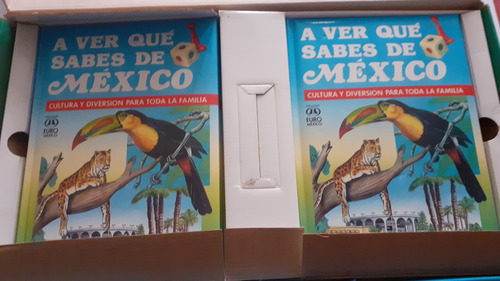 A VER QUÉ
SABES DE
MÉXICO
CULTURA Y DIVERSION PARA TODA LA FAMILIA
EURO
MÉXICO
A VER QUÉ
SABES DE
MÉXICO
CULTURA Y DIVERSION PARA TODA LA FAMILIA
EURO
MÉXICO